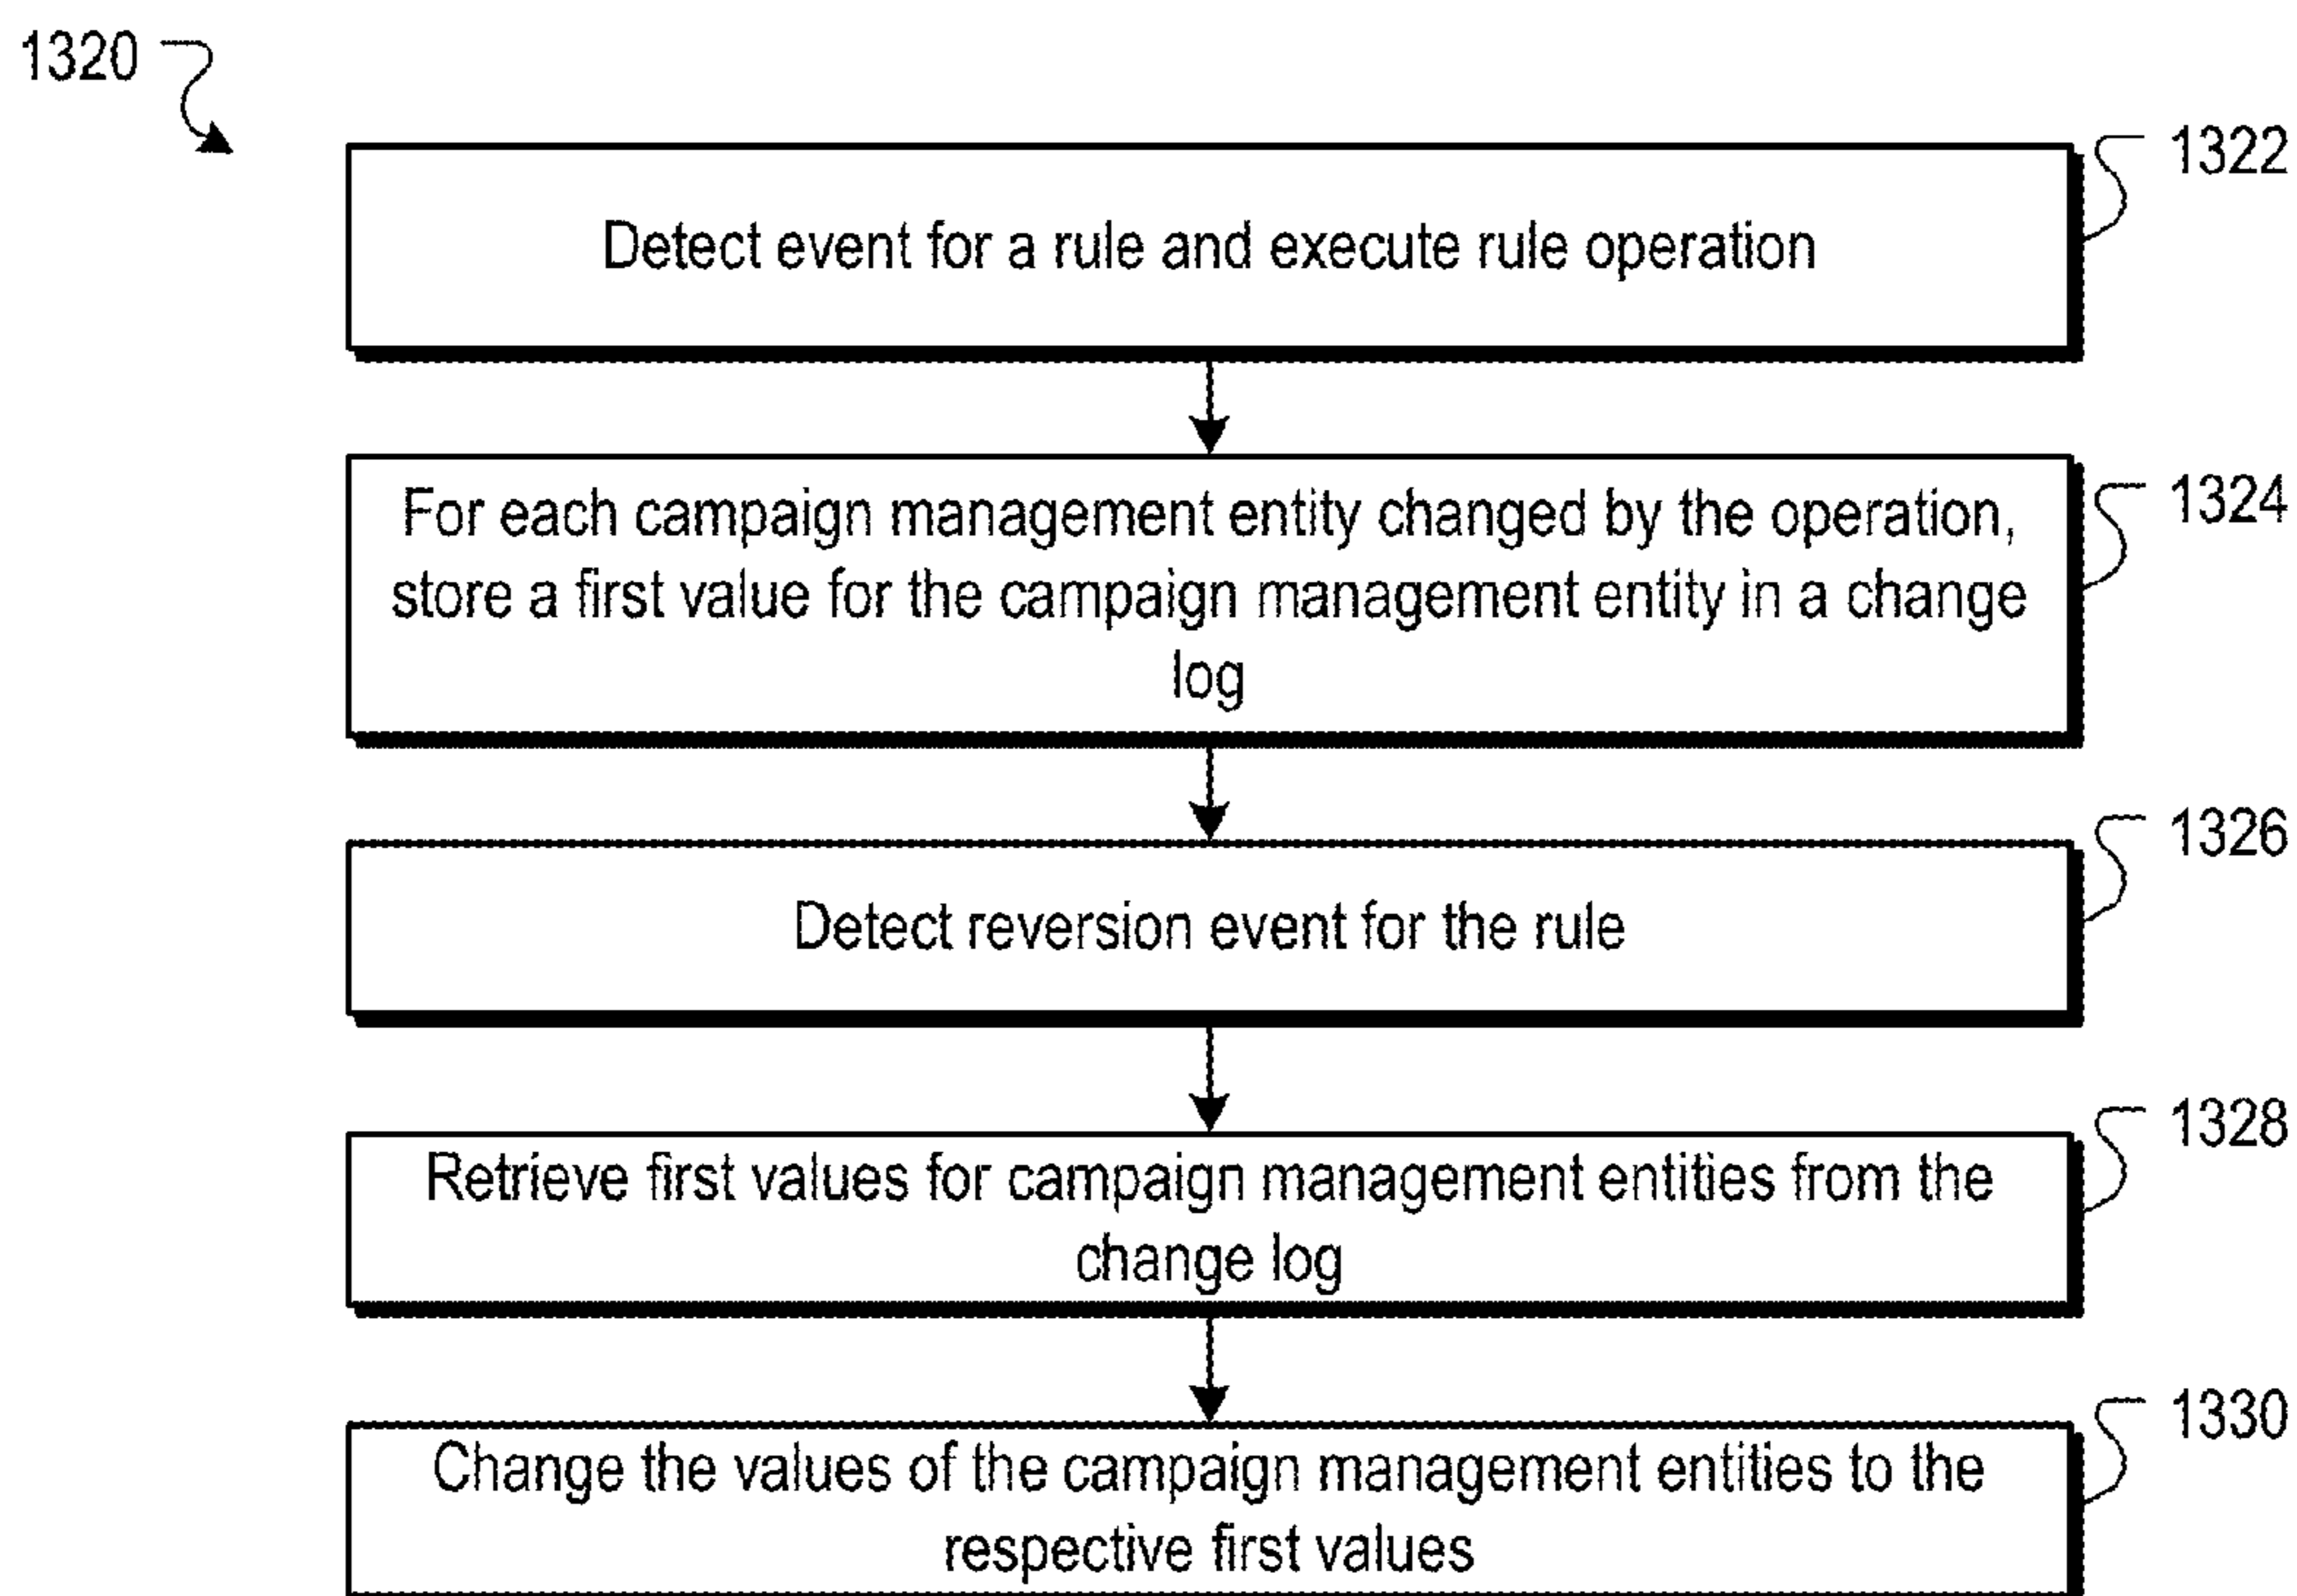 1320
1322
Detect event for a rule and execute rule operation
1324
For each campaign management entity changed by the operation,
store a first value for the campaign management entity in a change
log
1326
Detect reversion event for the rule
1328
Retrieve first values for campaign management entities from the
change log
1330
Change the values of the campaign management entities to the
respective first values